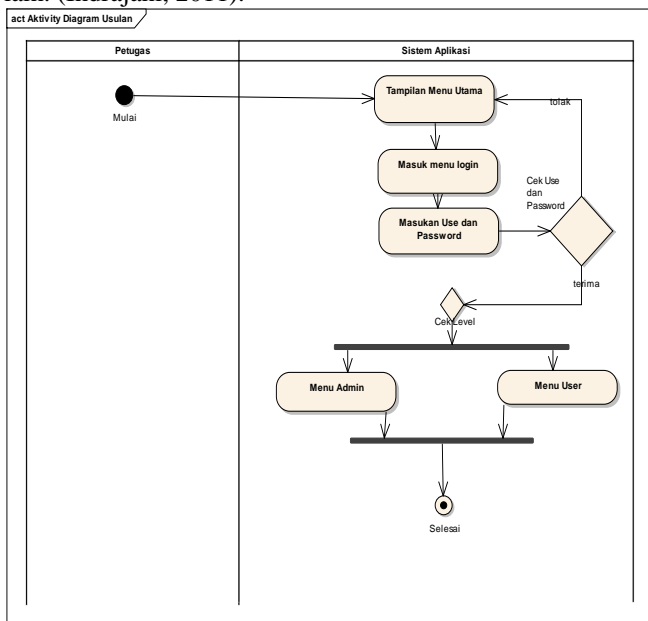 act Aktivity Diagram Usulan
Petugas
Sistem Aplikasi
Mulai
Tampilan Menu Utama
tolak
Masuk menu login
Cek Use
dan
Password
Masukan Use dan
Password
terima
Cek Level
Menu Admin
Menu User
Selesai